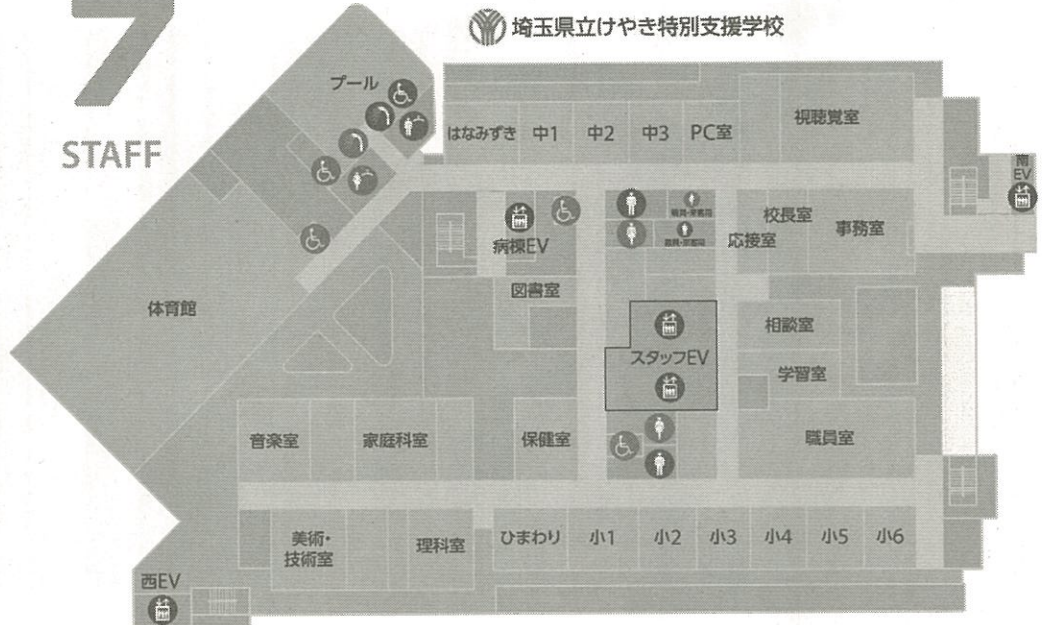 7
STAFF
埼玉県立けやき特別支援学校
プール
はなみずき
中1
中2
中3
PC室
視聴覚室
南
EV
病棟EV
校長室
応接室
事務室
図書室
体育館
相談室
スタッフEV
学習室
音楽室
家庭科室
保健室
職員室
美術・
技術室
理科室
ひまわり
小1
小2
小3
小4
小5
小6
西EV